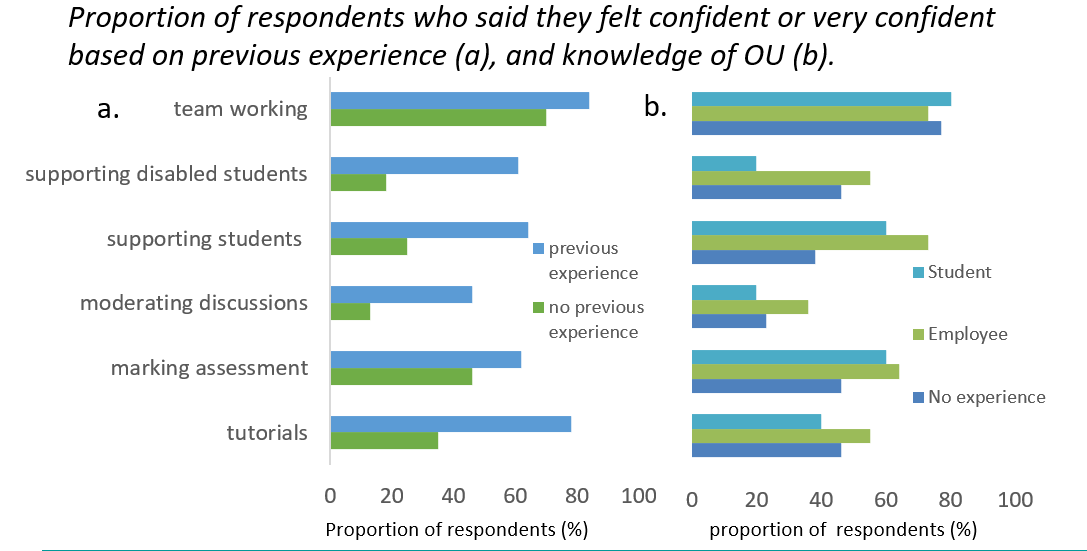 Proportion of respondents who said they felt confident or very confident
based on previous experience (a), and knowledge of OU (b).
a.
team working
supporting disabled students
supporting students
moderating discussions
marking assessment
tutorials
previous
experience
no previous
experience
0 20 40 60 80 100
Proportion of respondents (%)
b.
Student
Employee
No experience
0 20 40 60 80 100
proportion of respondents (%)